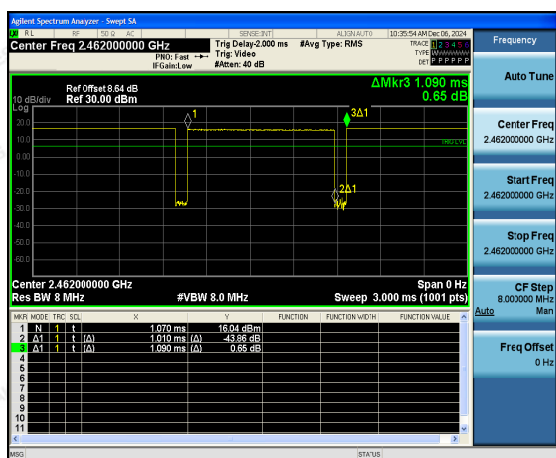 Agilent Spectrum Analyzer - Swept SA
RL RF 50 Ω AC SENSE:INT ALIGN AUTO 10:35:54 AM Dec 06, 2024
Center Freq 2.462000000 GHz
PNO: Fast
IFGain:Low
Trig Delay-2.000 ms
Trig: Video
#Atten: 40 dB
#Avg Type: RMS
TRACE 1 2 3 4 5 6
TYPE
DET P P P P P P
Frequency
Auto Tune
Center Freq
2.462000000 GHz
Start Freq
2.462000000 GHz
Stop Freq
2.462000000 GHz
CF Step
8.000000 MHz
Auto Man
Freq Offset
0 Hz
Ref Offset 8.64 dB
10 dB/div Ref 30.00 dBm
ΔMkr3 1.090 ms
0.65 dB
Log
20.0
10.0
0.00
-10.0
-20.0
-30.0
-40.0
-50.0
-60.0
1
3Δ1
TRIG LVL
2Δ1
Center 2.462000000 GHz Span 0 Hz
Res BW 8 MHz #VBW 8.0 MHz Sweep 3.000 ms (1001 pts)
MKR MODE TRC SCL X Y FUNCTION FUNCTION WIDTH FUNCTION VALUE
1 N 1 t 1.070 ms 16.04 dBm
2 Δ1 1 t (Δ) 1.010 ms (Δ) -43.86 dB
3 Δ1 1 t (Δ) 1.090 ms (Δ) 0.65 dB
4
5
6
7
8
9
10
11
MSG STATUS